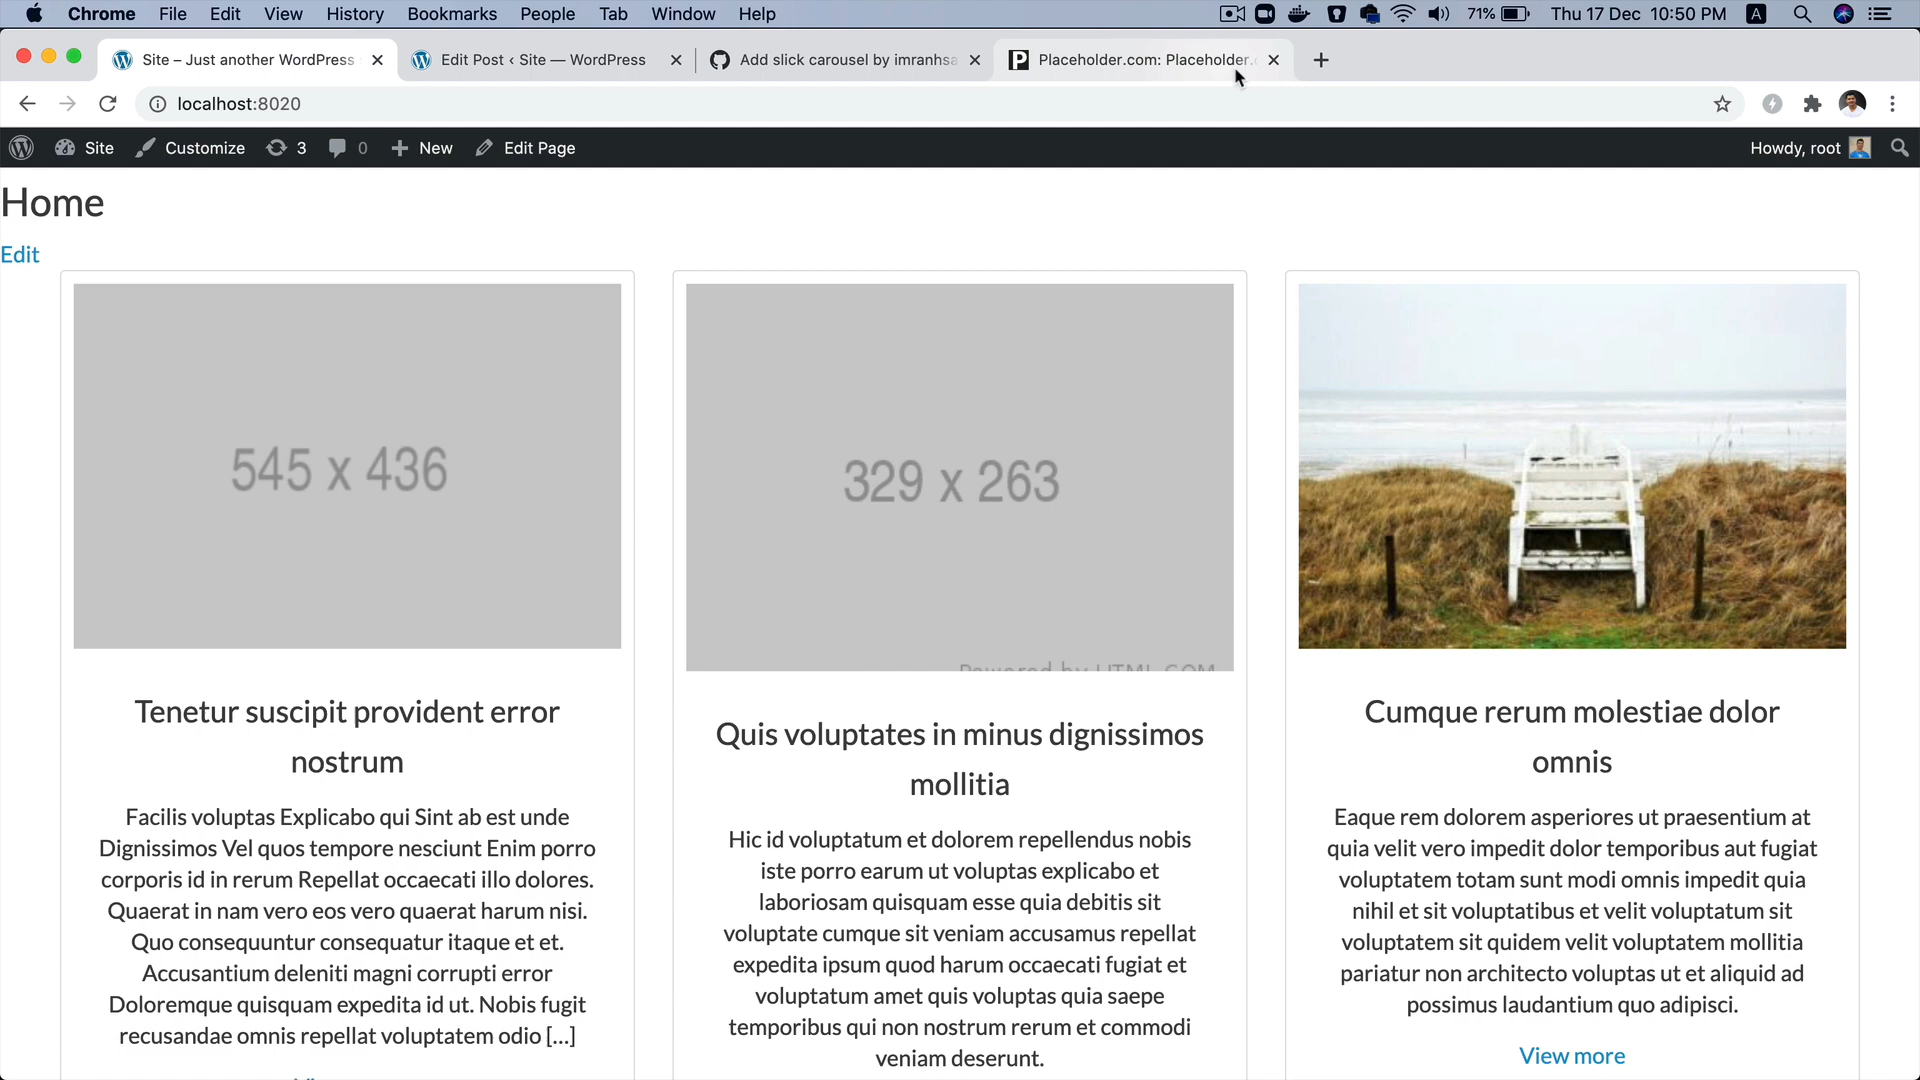 Chrome File Edit View History Bookmarks People Tab Window Help
71% Thu 17 Dec 10:50 PM A
Site – Just another WordPress
Edit Post ‹ Site — WordPress
Add slick carousel by imranhsa
Placeholder.com: Placeholder.
localhost:8020
Site Customize 3 0 New Edit Page
Howdy, root
Home
Edit
545 x 436
Tenetur suscipit provident error
nostrum
Facilis voluptas Explicabo qui Sint ab est unde
Dignissimos Vel quos tempore nesciunt Enim porro
corporis id in rerum Repellat occaecati illo dolores.
Quaerat in nam vero eos vero quaerat harum nisi.
Quo consequuntur consequatur itaque et et.
Accusantium deleniti magni corrupti error
Doloremque quisquam expedita id ut. Nobis fugit
recusandae omnis repellat voluptatem odio […]
329 x 263
Powered by HTML.COM
Quis voluptates in minus dignissimos
mollitia
Hic id voluptatum et dolorem repellendus nobis
iste porro earum ut voluptas explicabo et
laboriosam quisquam esse quia debitis sit
voluptate cumque sit veniam accusamus repellat
expedita ipsum quod harum occaecati fugiat et
voluptatum amet quis voluptas quia saepe
temporibus qui non nostrum rerum et commodi
veniam deserunt.
Cumque rerum molestiae dolor
omnis
Eaque rem dolorem asperiores ut praesentium at
quia velit vero impedit dolor temporibus aut fugiat
voluptatem totam sunt modi omnis impedit quia
nihil et sit voluptatibus et velit voluptatum sit
voluptatem sit quidem velit voluptatem mollitia
pariatur non architecto voluptas ut et aliquid ad
possimus laudantium quo adipisci.
View more